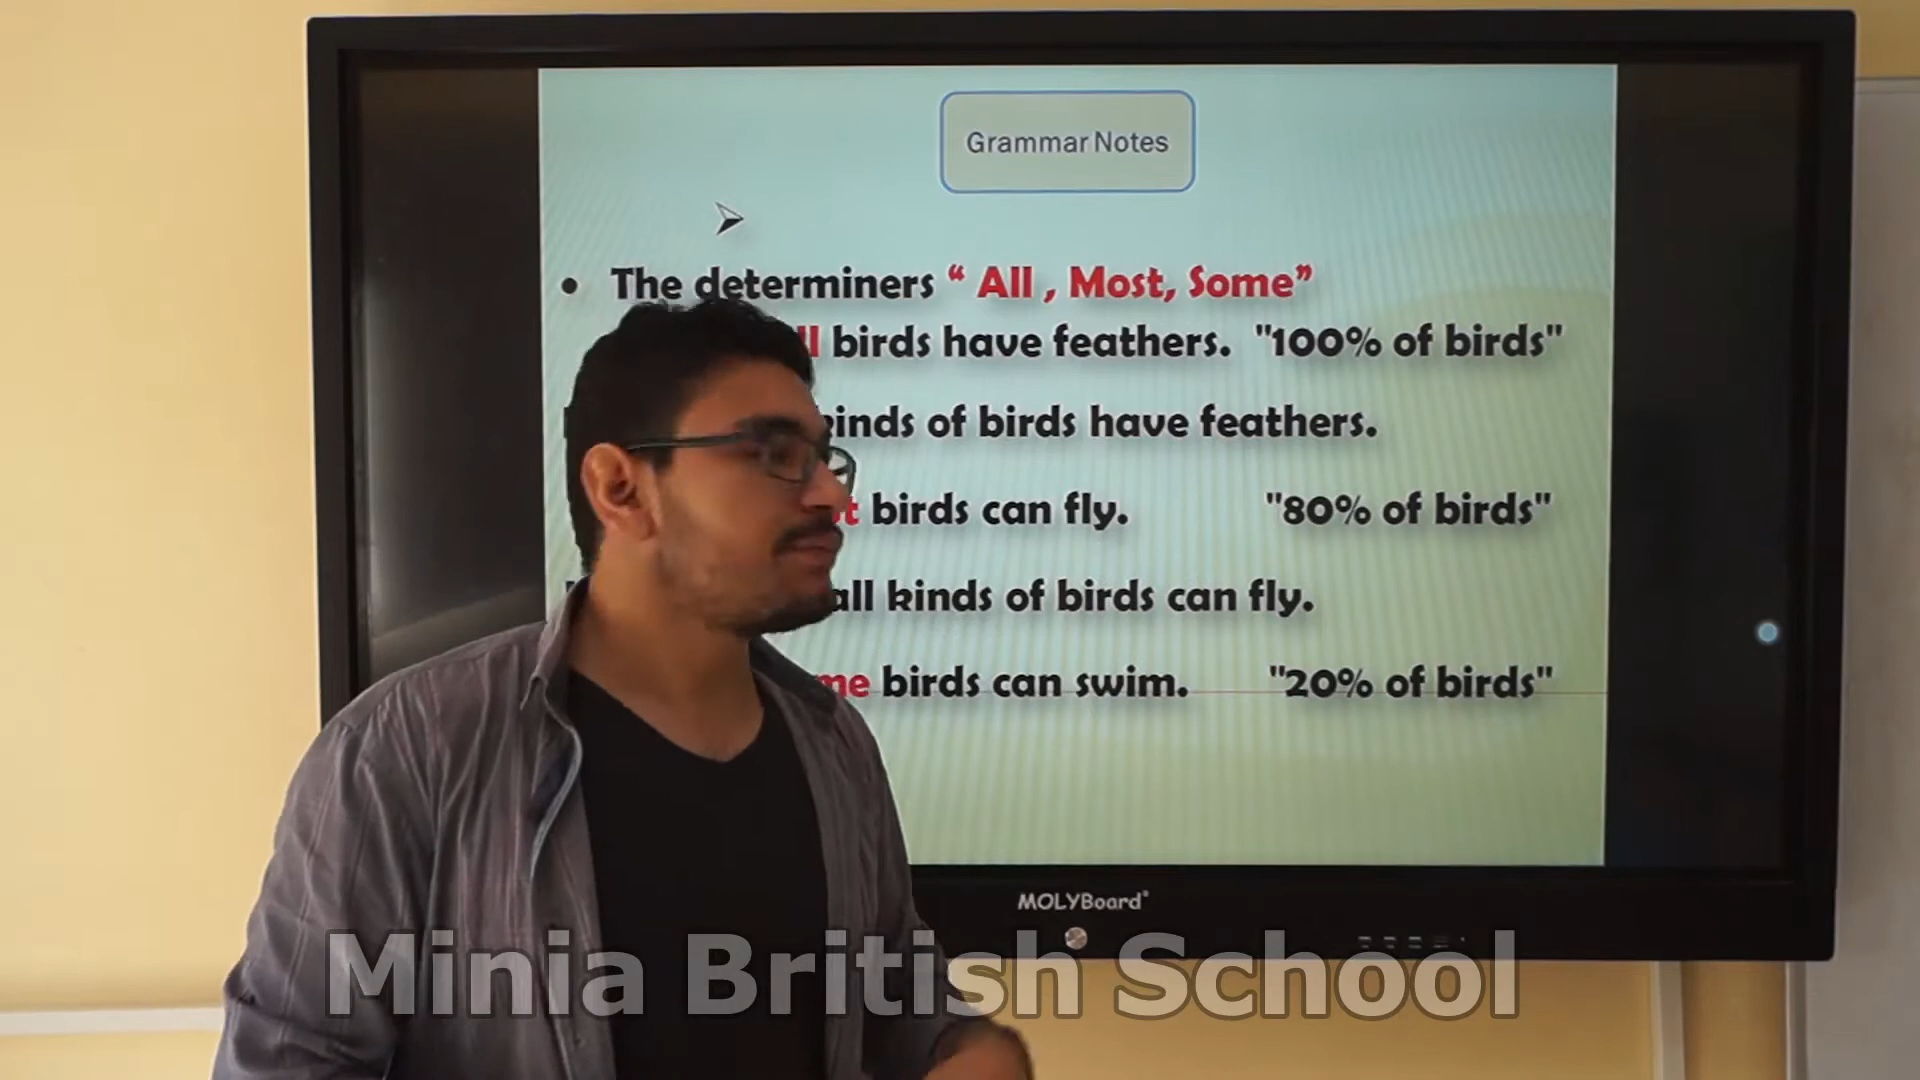 Grammar Notes
• The determiners “ All , Most, Some”
birds have feathers. "100% of birds"
kinds of birds have feathers.
birds can fly. "80% of birds"
all kinds of birds can fly.
birds can swim. "20% of birds"
MOLYBoard
Minia British School